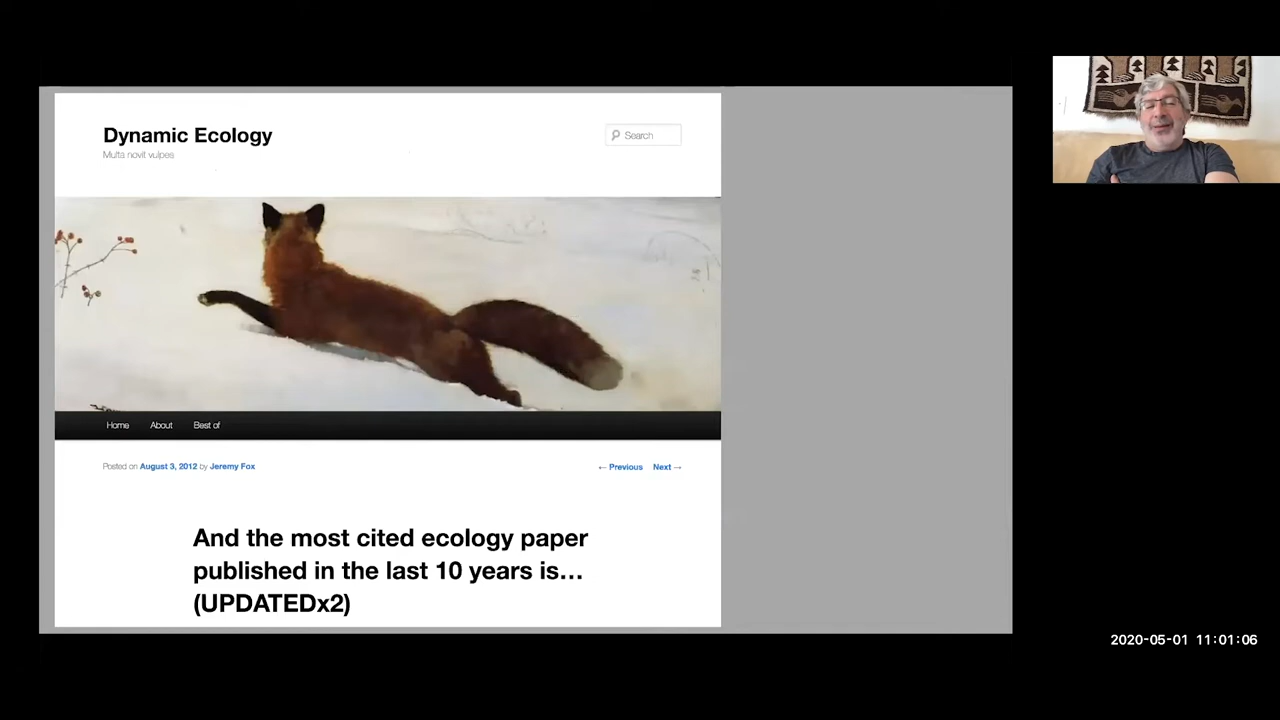 Dynamic Ecology
Multa novit vulpes
Search
Home About Best of
Posted on August 3, 2012 by Jeremy Fox
← Previous Next →
And the most cited ecology paper
published in the last 10 years is…
(UPDATEDx2)
2020-05-01 11:01:06